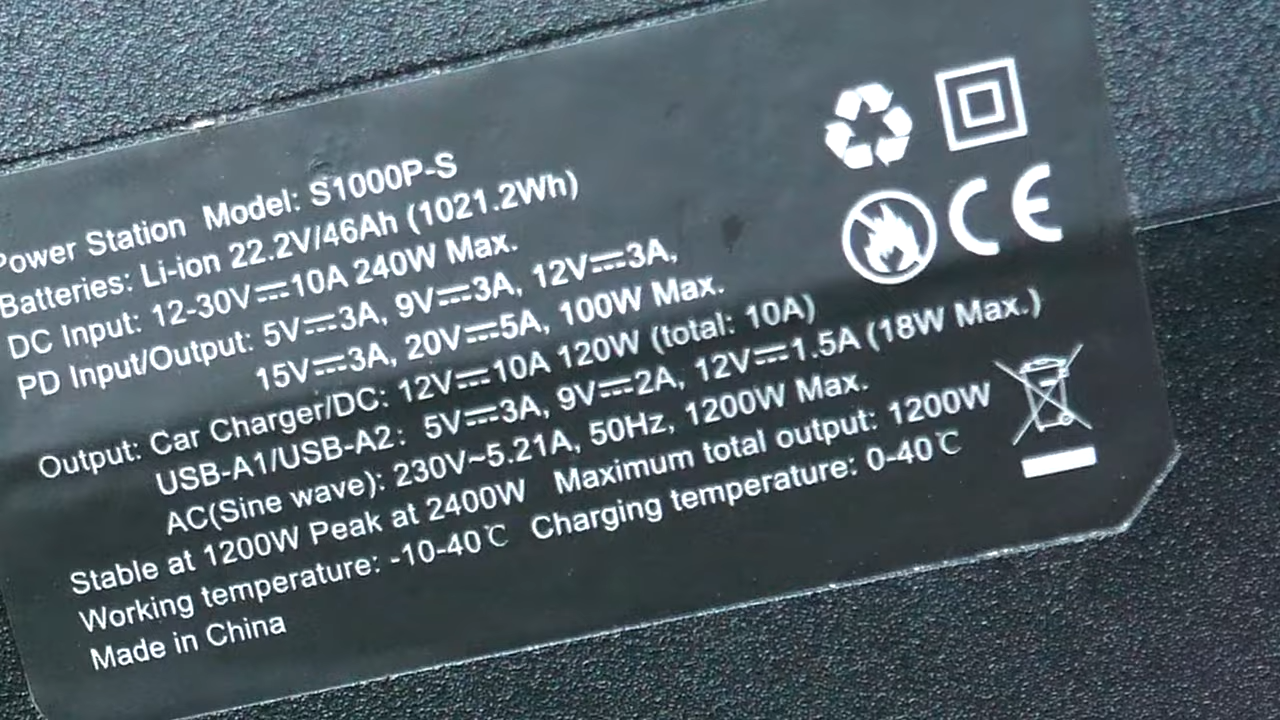 Power Station Model: S1000P-S
Batteries: Li-ion 22.2V/46Ah (1021.2Wh)
DC Input: 12-30V⎓10A 240W Max.
PD Input/Output: 5V⎓3A, 9V⎓3A, 12V⎓3A,
15V⎓3A, 20V⎓5A, 100W Max.
Output: Car Charger/DC: 12V⎓10A 120W (total: 10A)
USB-A1/USB-A2: 5V⎓3A, 9V⎓2A, 12V⎓1.5A (18W Max.)
AC(Sine wave): 230V~5.21A, 50Hz, 1200W Max.
Stable at 1200W Peak at 2400W Maximum total output: 1200W
Working temperature: -10-40℃ Charging temperature: 0-40℃
Made in China
CE